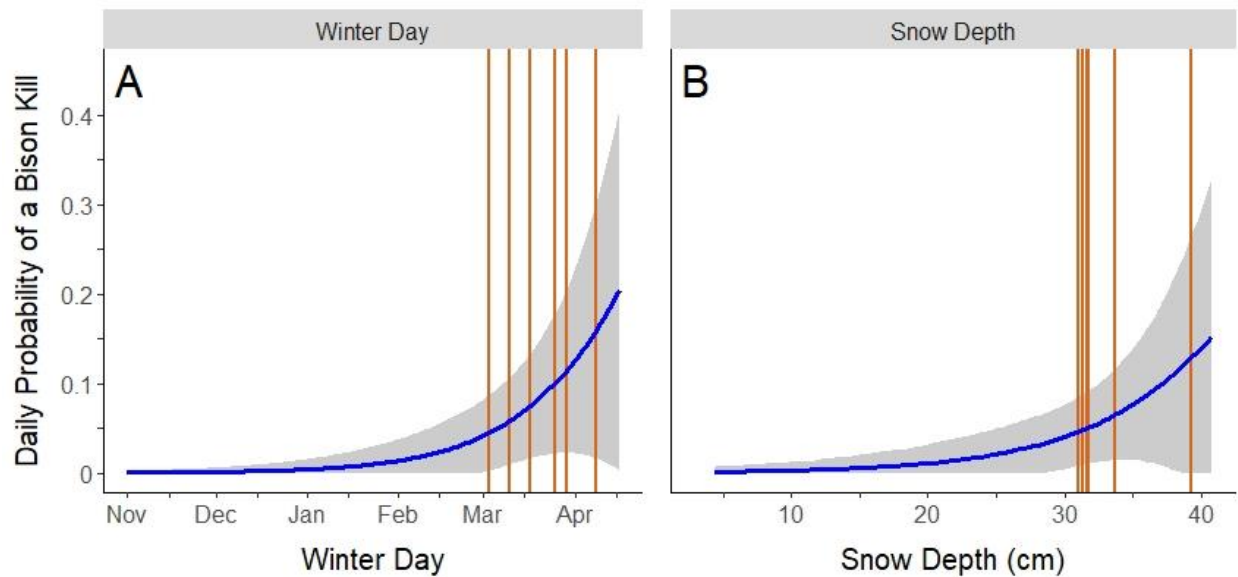 Winter Day
Snow Depth
A
B
Daily Probability of a Bison Kill
0.4
0.3
0.2
0.1
0
Nov Dec Jan Feb Mar Apr
10 20 30 40
Winter Day
Snow Depth (cm)